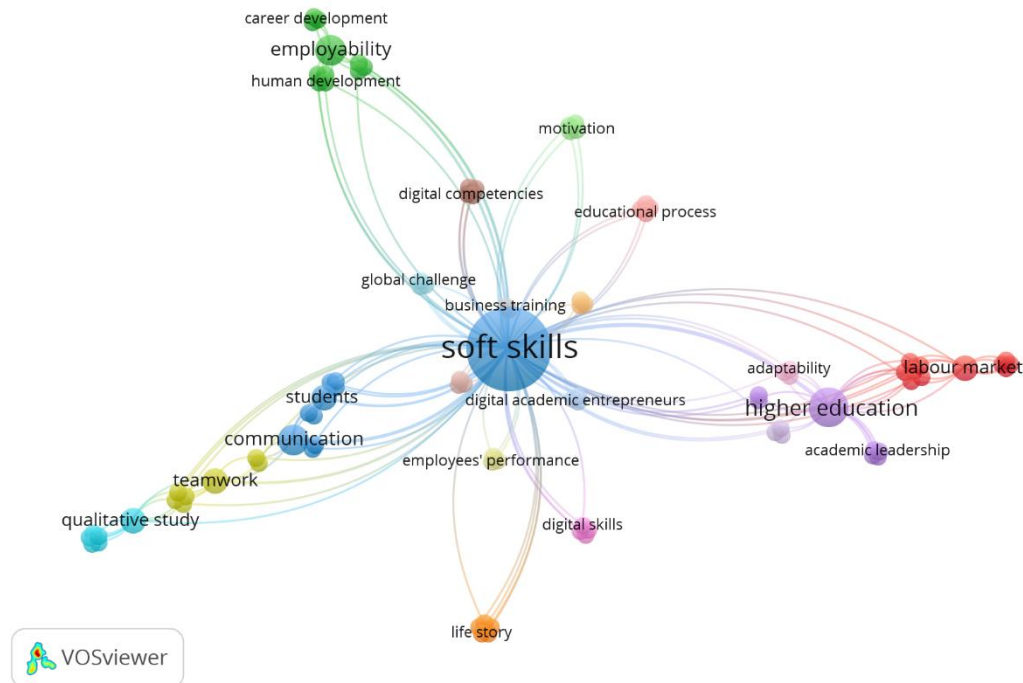 career development
employability
human development
motivation
digital competencies
educational process
global challenge
business training
soft skills
adaptability
labour market
students
digital academic entrepreneurs
higher education
communication
academic leadership
employees' performance
teamwork
qualitative study
digital skills
life story
VOSviewer